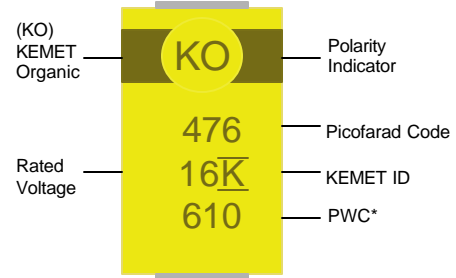 (KO)
KEMET
Organic
KO
Polarity
Indicator
476
Picofarad Code
Rated
Voltage
16K
KEMET ID
610
PWC*